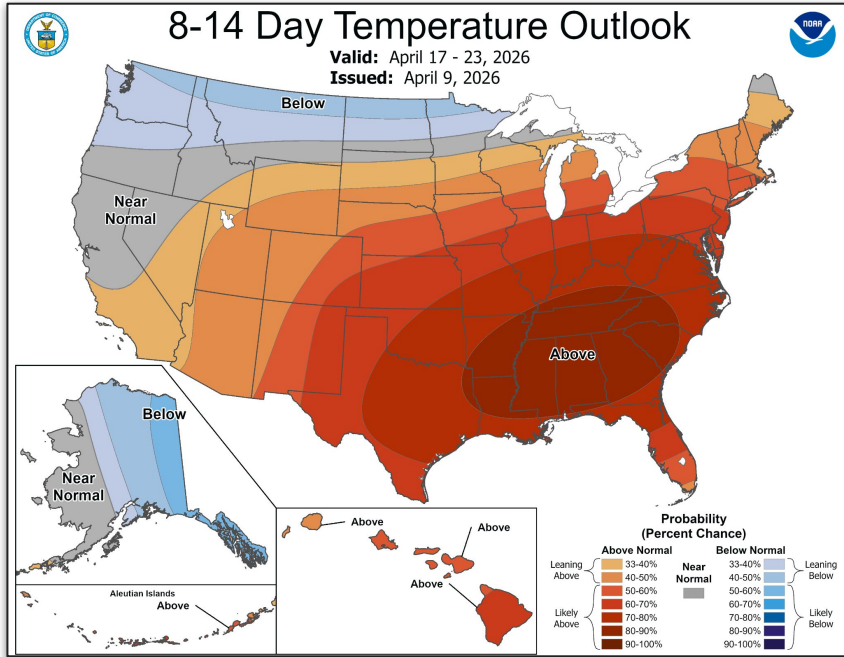 8-14 Day Temperature Outlook
Valid: April 17 - 23, 2026
Issued: April 9, 2026
NOAA
Below
Near
Normal
Above
Below
Near
Normal
Aleutian Islands
Above
Above
Above
Above
Probability
(Percent Chance)
Above Normal
Below Normal
Leaning
Above
33-40%
40-50%
50-60%
60-70%
70-80%
80-90%
90-100%
Likely
Above
Near
Normal
33-40%
40-50%
50-60%
60-70%
70-80%
80-90%
90-100%
Leaning
Below
Likely
Below